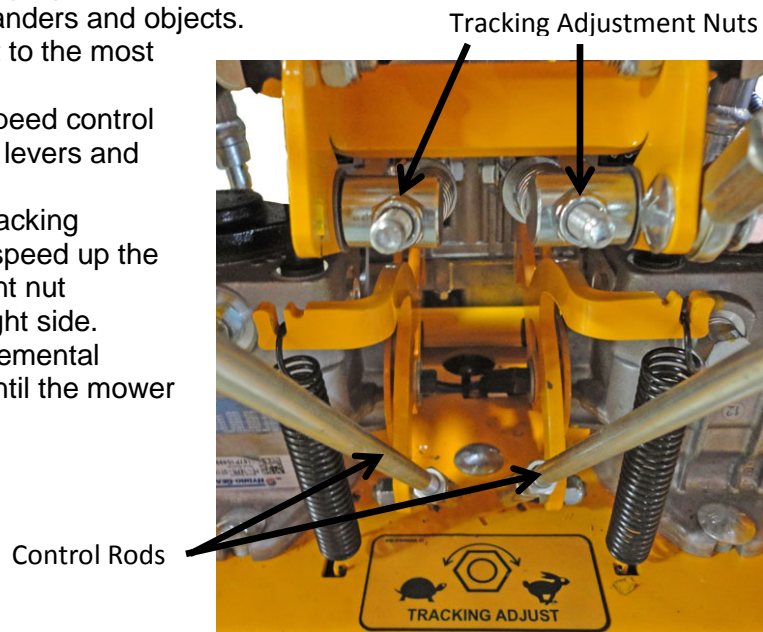 anders and objects.
to the most
peed control
levers and
acking
speed up the
nt nut
ght side.
emental
ntil the mower
Tracking Adjustment Nuts
Control Rods
TRACKING ADJUST
12